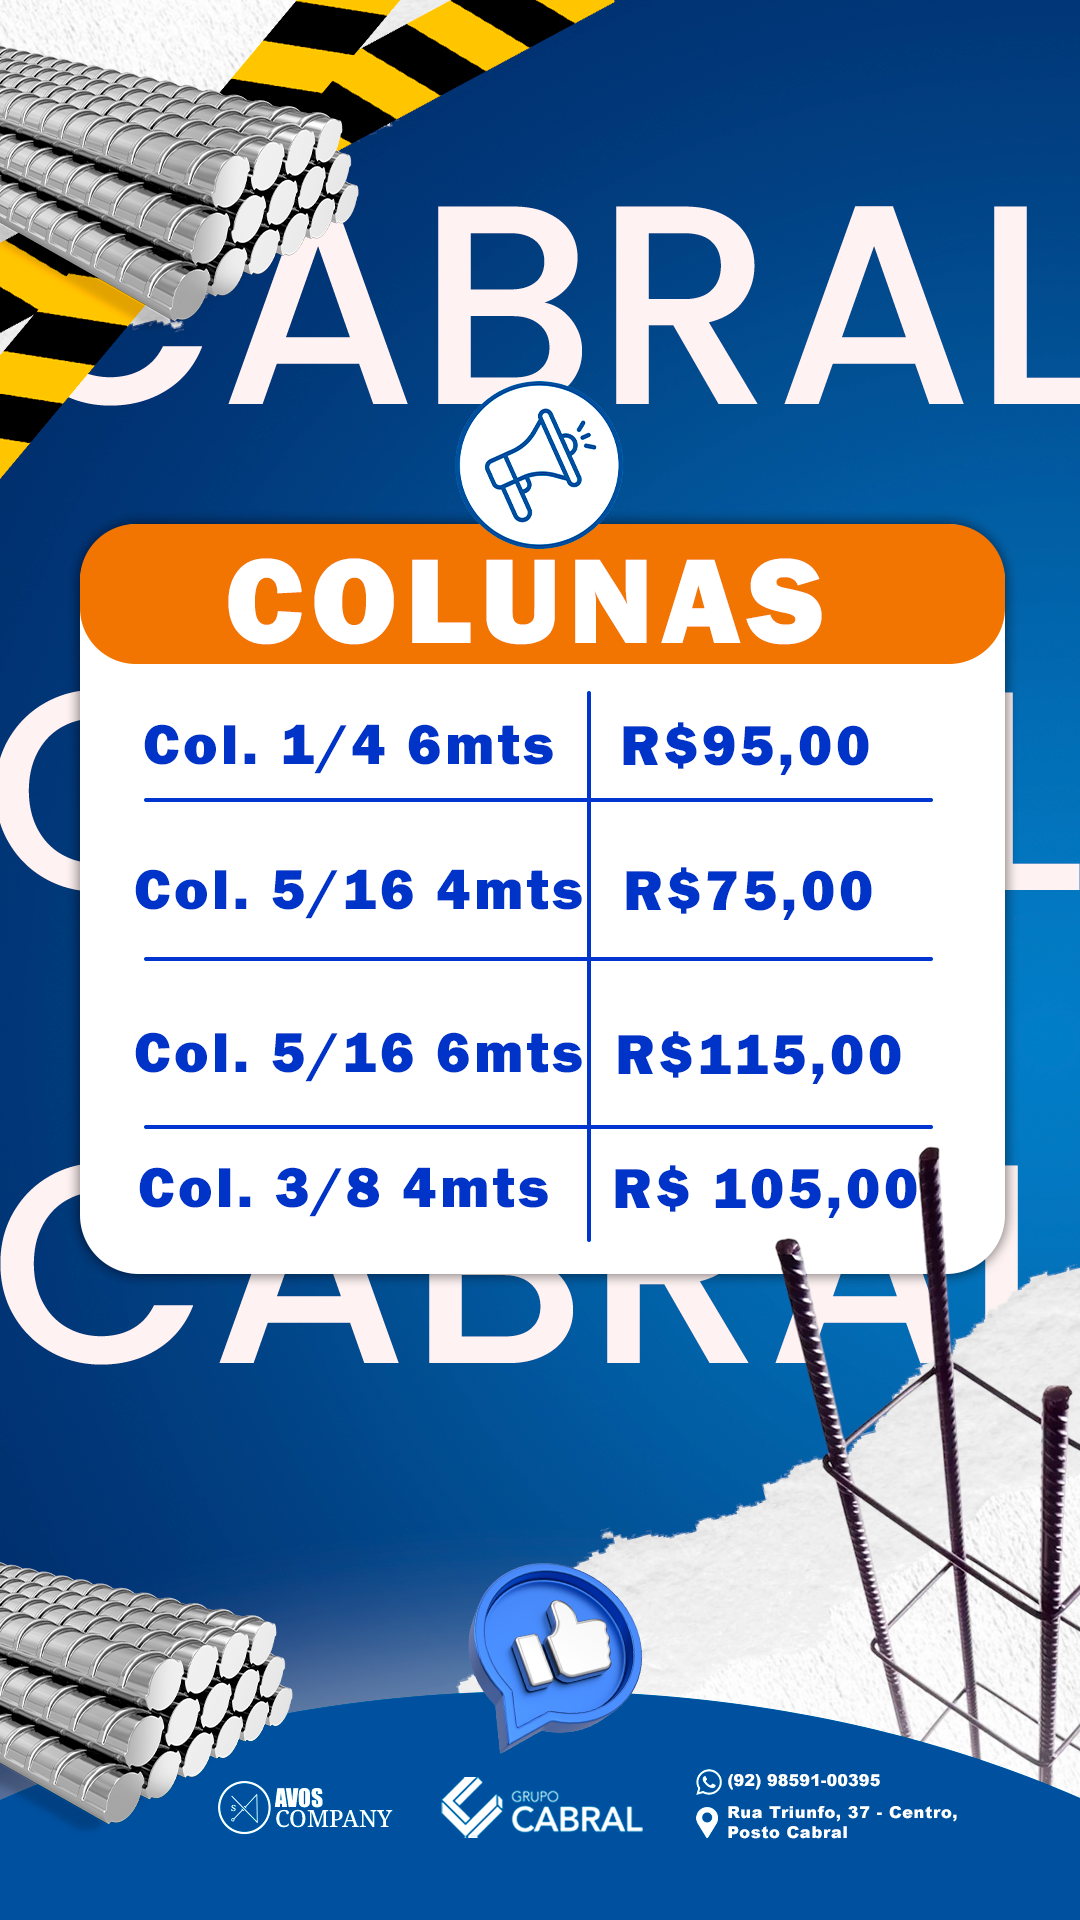 CABRAL
COLUNAS
Col. 1/4 6mts R$95,00
Col. 5/16 4mts R$75,00
Col. 5/16 6mts R$115,00
Col. 3/8 4mts R$ 105,00
CABRAL
AVOS
COMPANY
GRUPO
CABRAL
(92) 98591-00395
Rua Triunfo, 37 - Centro,
Posto Cabral